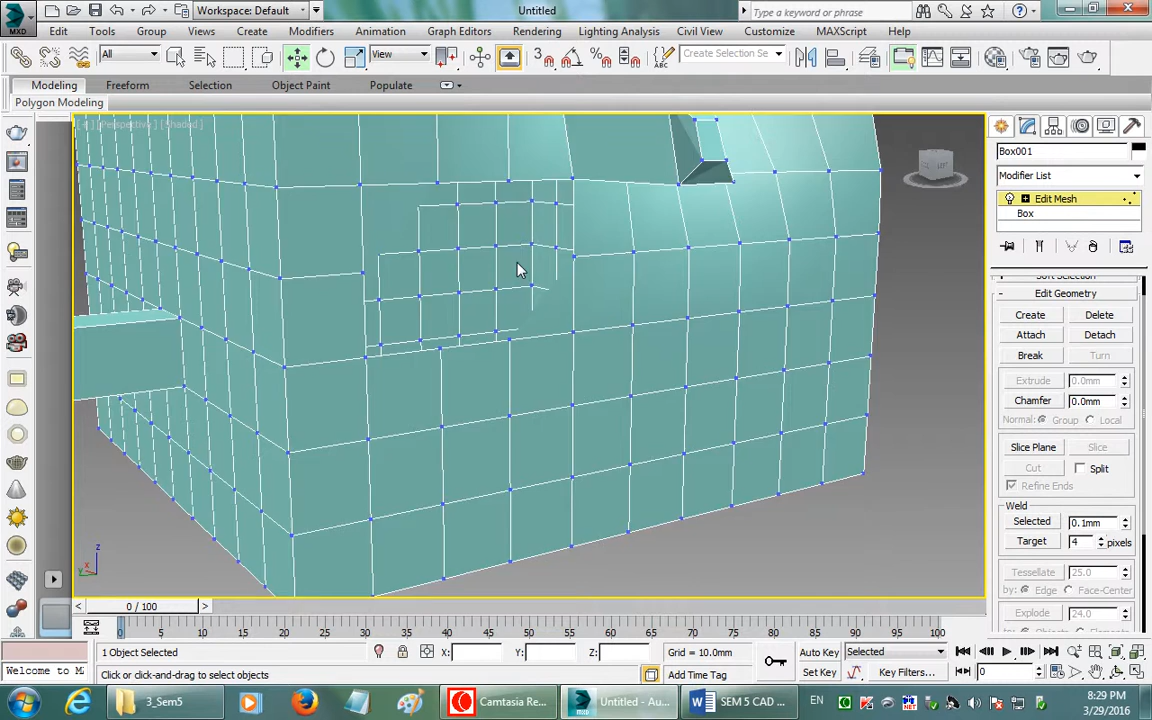 Workspace: Default
Untitled
Type a keyword or phrase
MXD
Edit Tools Group Views Create Modifiers Animation Graph Editors Rendering Lighting Analysis Civil View Customize MAXScript Help
All
View
Create Selection Se
Modeling Freeform Selection Object Paint Populate
Polygon Modeling
[+] [Perspective] [Shaded]
Box001
Modifier List
Edit Mesh
Box
Soft Selection
Edit Geometry
Create Delete
Attach Detach
Break Turn
Extrude 0.0mm
Chamfer 0.0mm
Normal: Group Local
Slice Plane Slice
Cut Split
Refine Ends
Weld
Selected 0.1mm
Target 4 pixels
Tessellate 25.0
by: Edge Face-Center
Explode 24.0
z
x
0 / 100
0 5 10 15 20 25 30 35 40 45 50 55 60 65 70 75 80 85 90 95 100
1 Object Selected
X: Y: Z: Grid = 10.0mm
Auto Key Selected
Welcome to M
Click or click-and-drag to select objects
Add Time Tag
Set Key Key Filters...
0
3_Sem5
Camtasia Re...
Untitled - Au...
SEM 5 CAD ...
EN
8:29 PM
3/29/2016